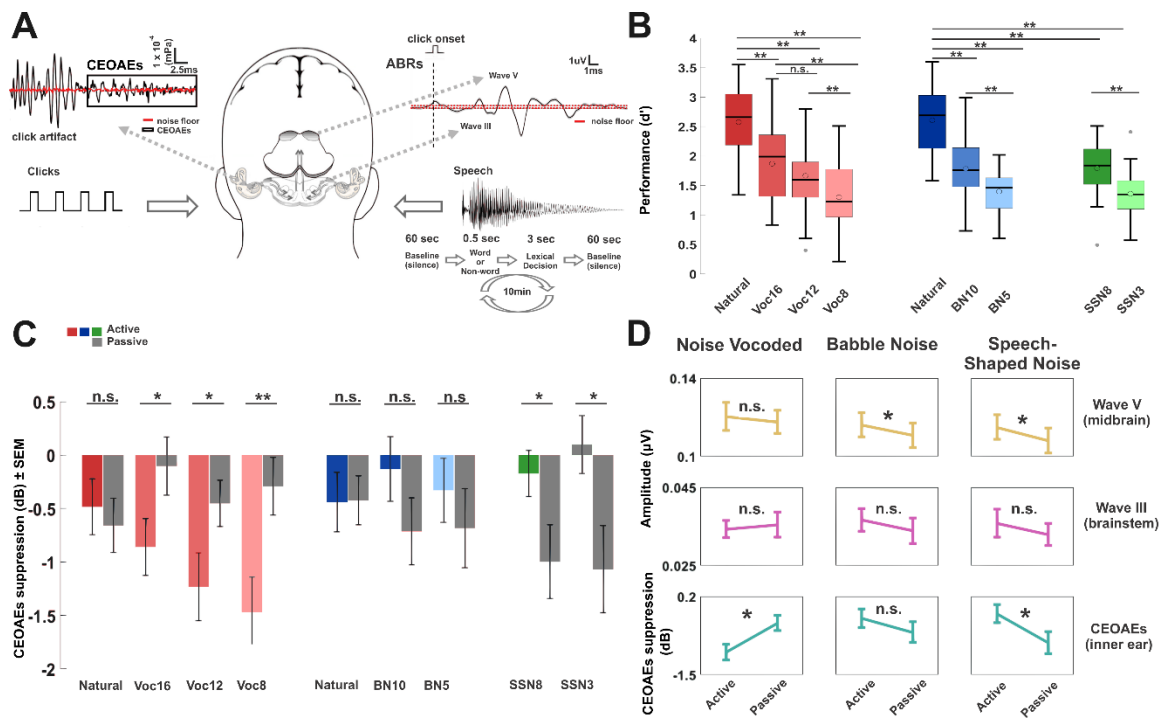 A
1 x 10⁻⁴
(mPa)
2.5ms
CEOAEs
noise floor
CEOAEs
click artifact
Clicks
click onset
ABRs
Wave V
1uV
1ms
noise floor
Wave III
Speech
60 sec 0.5 sec 3 sec 60 sec
Baseline (silence)
Word or Non-word
Lexical Decision
Baseline (silence)
10min
B
Performance (d')
4
3.5
3
2.5
2
1.5
1
0.5
0
**
**
**
**
n.s.
**
**
**
**
**
**
**
**
Natural Voc16 Voc12 Voc8 Natural BN10 BN5 SSN8 SSN3
C
Active
Passive
CEOAEs suppression (dB) ± SEM
0.5
0
-0.5
-1
-1.5
-2
n.s. * * ** n.s. n.s. n.s * *
Natural Voc16 Voc12 Voc8 Natural BN10 BN5 SSN8 SSN3
D
Noise Vocoded
Babble Noise
Speech-
Shaped Noise
Amplitude (µV)
0.14
0.1
n.s. * *
Wave V
(midbrain)
0.045
0.025
n.s. n.s. n.s.
Wave III
(brainstem)
CEOAEs suppression
(dB)
0.2
-1.5
* n.s. *
CEOAEs
(inner ear)
Active Passive Active Passive Active Passive